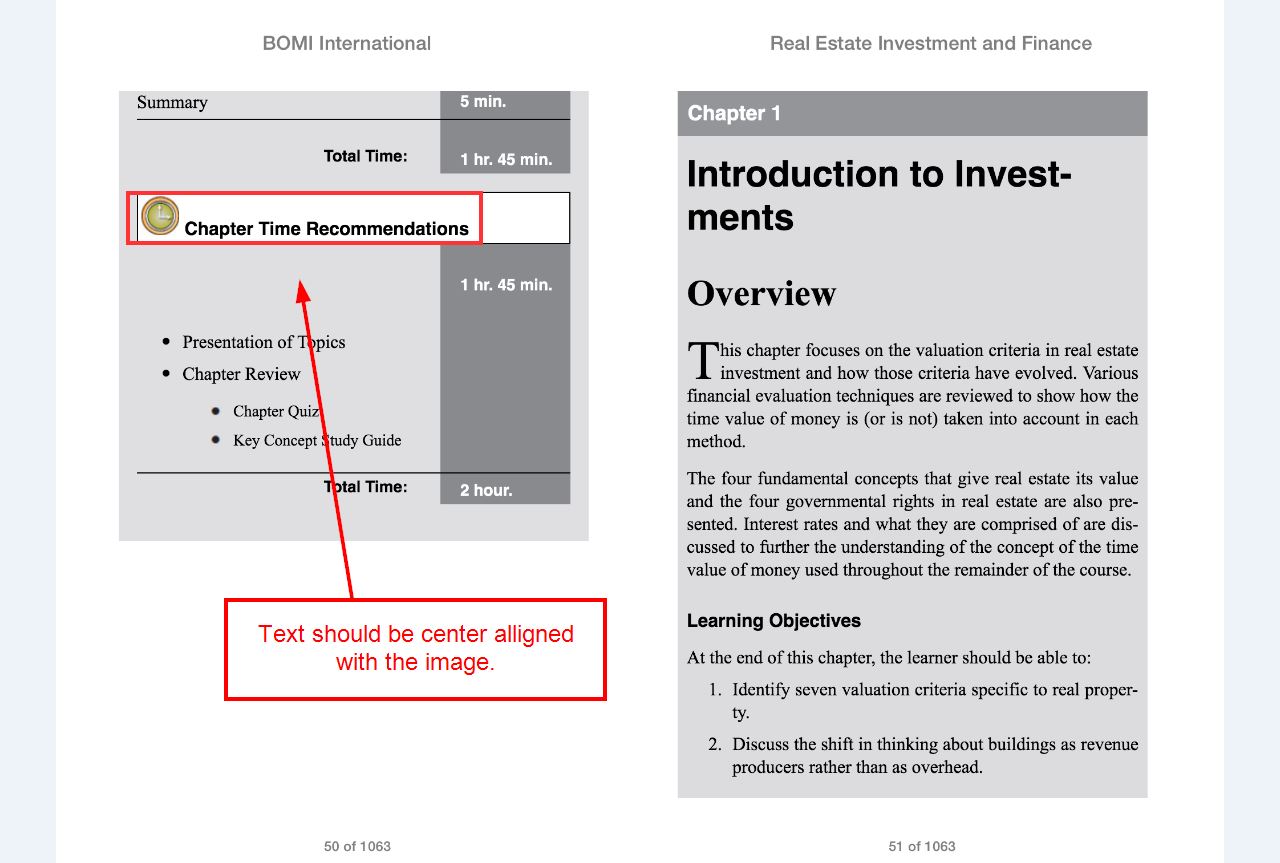 BOMI International
Summary 5 min.
Total Time: 1 hr. 45 min.
Chapter Time Recommendations
1 hr. 45 min.
• Presentation of Topics
• Chapter Review
• Chapter Quiz
• Key Concept Study Guide
Total Time: 2 hour.
Text should be center alligned
with the image.
50 of 1063
Real Estate Investment and Finance
Chapter 1
Introduction to Invest-
ments
Overview
This chapter focuses on the valuation criteria in real estate
investment and how those criteria have evolved. Various
financial evaluation techniques are reviewed to show how the
time value of money is (or is not) taken into account in each
method.
The four fundamental concepts that give real estate its value
and the four governmental rights in real estate are also pre-
sented. Interest rates and what they are comprised of are dis-
cussed to further the understanding of the concept of the time
value of money used throughout the remainder of the course.
Learning Objectives
At the end of this chapter, the learner should be able to:
1. Identify seven valuation criteria specific to real proper-
ty.
2. Discuss the shift in thinking about buildings as revenue
producers rather than as overhead.
51 of 1063